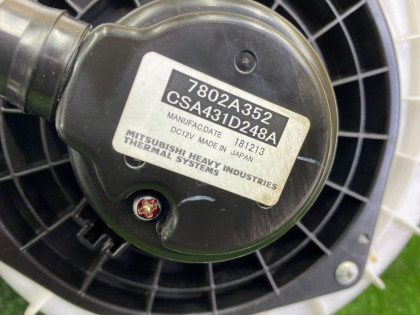 7802A352
CSA431D248A
MANUFAC.DATE 181213
DC12V MADE IN JAPAN
MITSUBISHI HEAVY INDUSTRIES
THERMAL SYSTEMS